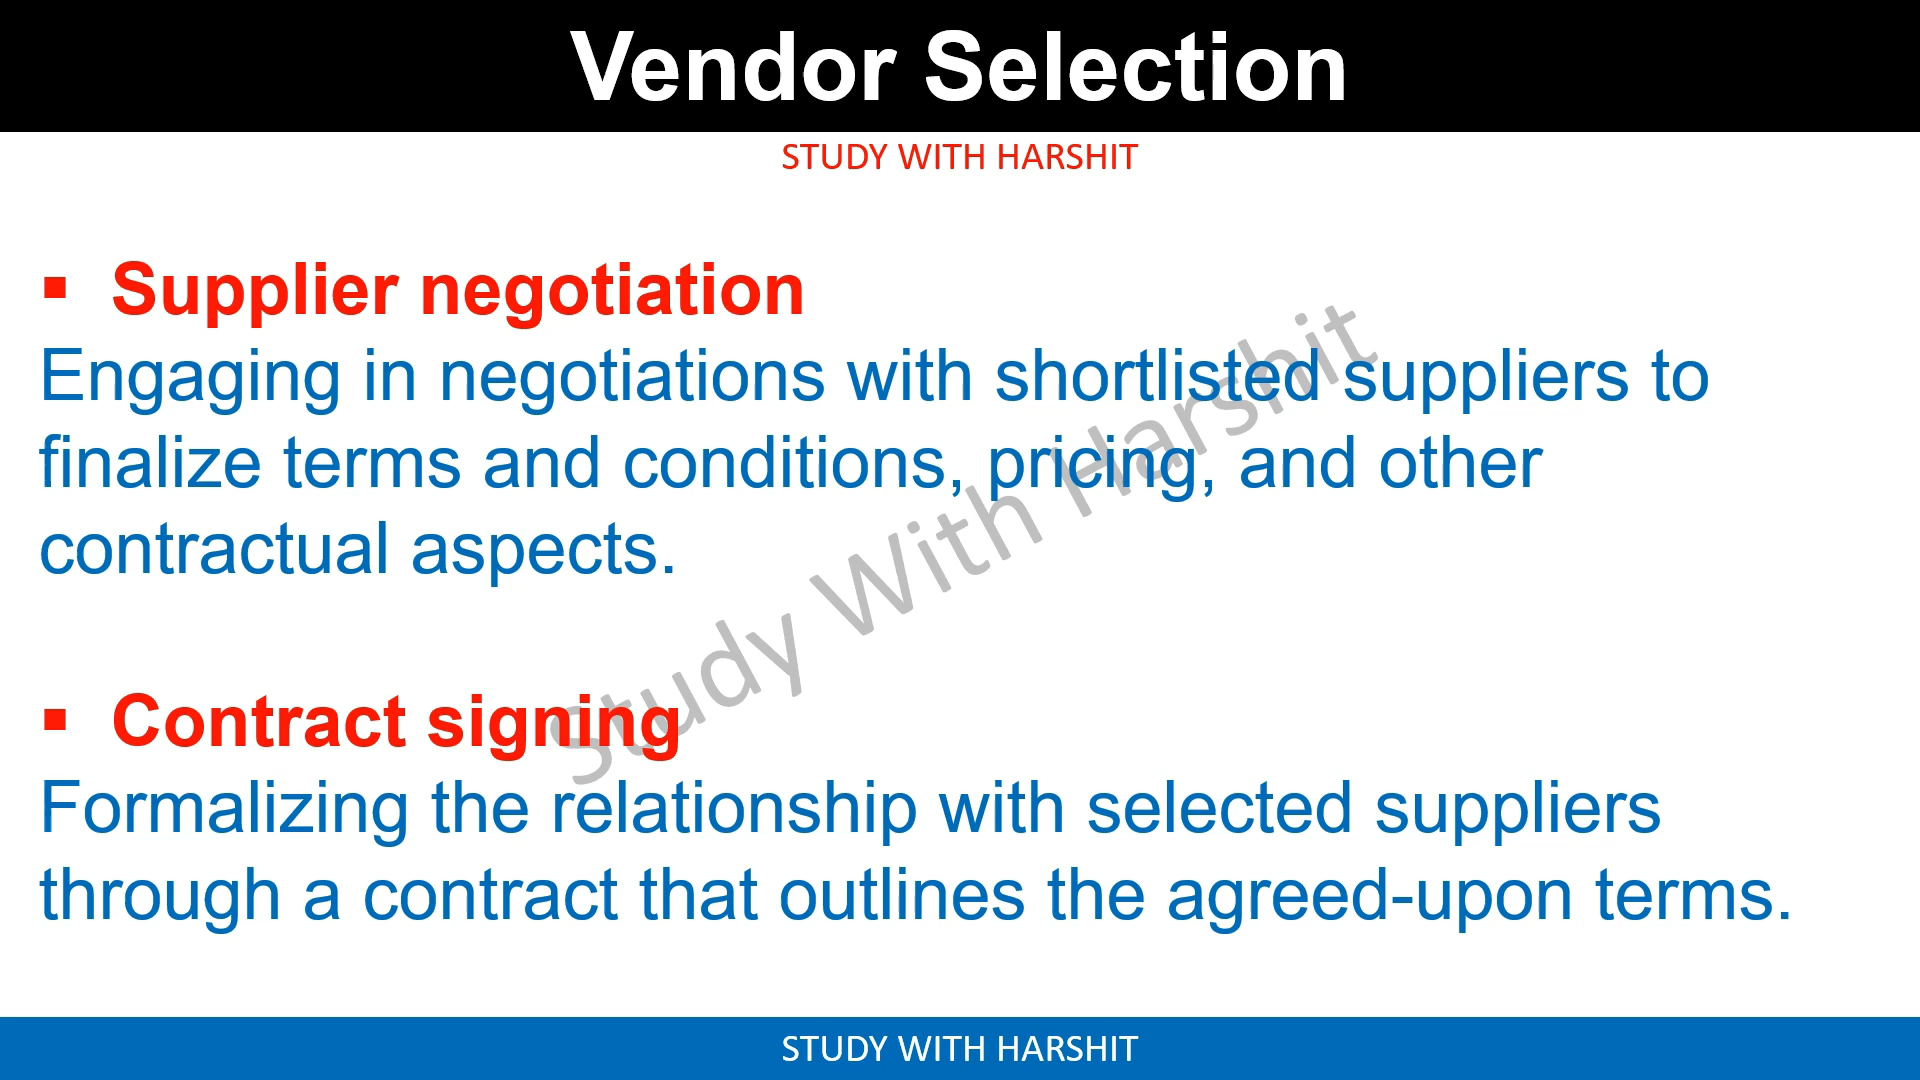 Vendor Selection
STUDY WITH HARSHIT
▪ Supplier negotiation
Engaging in negotiations with shortlisted suppliers to
finalize terms and conditions, pricing, and other
contractual aspects.
Study With Harshit
▪ Contract signing
Formalizing the relationship with selected suppliers
through a contract that outlines the agreed-upon terms.
STUDY WITH HARSHIT